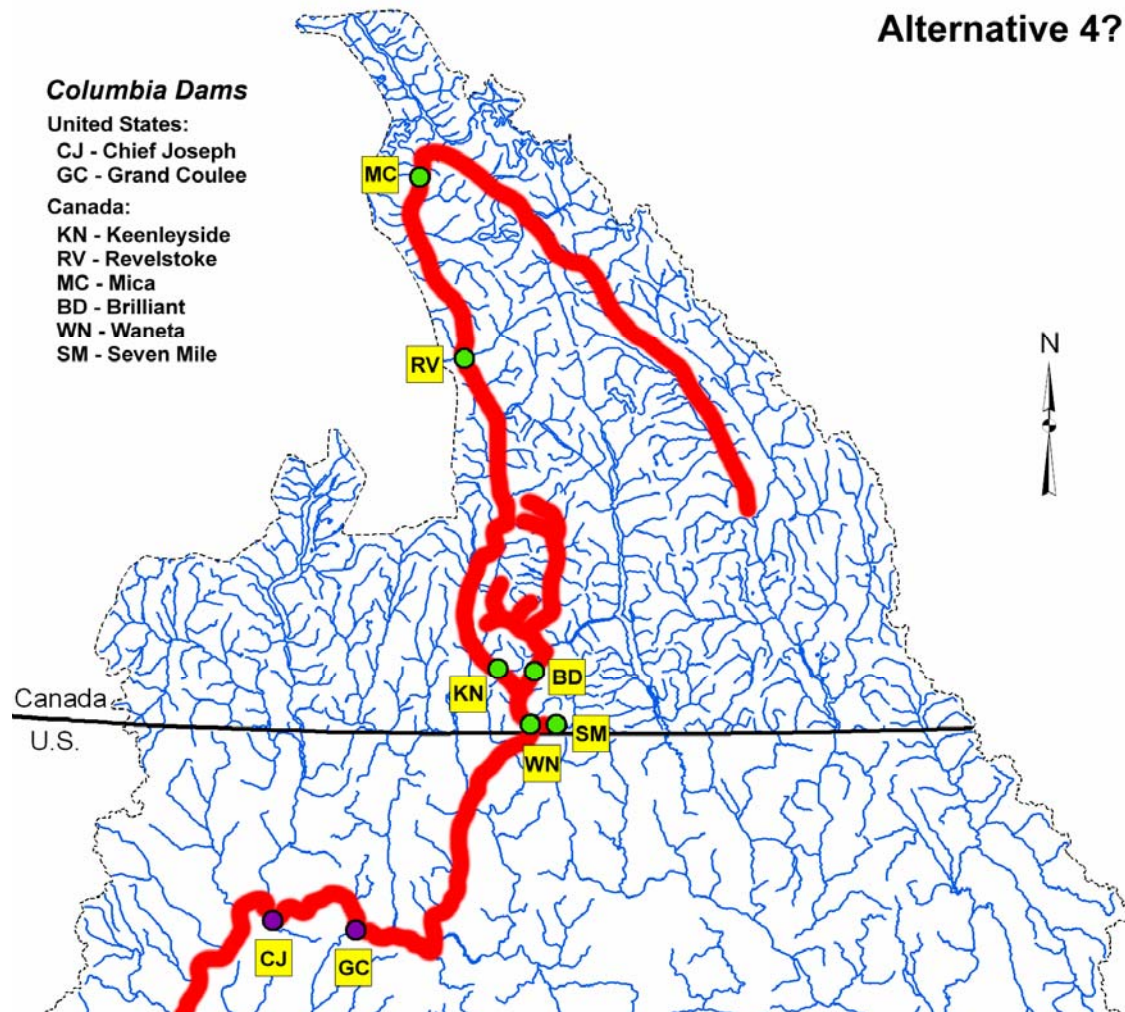 Alternative 4?
Columbia Dams
United States:
CJ - Chief Joseph
GC - Grand Coulee
Canada:
KN - Keenleyside
RV - Revelstoke
MC - Mica
BD - Brilliant
WN - Waneta
SM - Seven Mile
MC
N
RV
KN
BD
Canada
U.S.
SM
WN
CJ
GC